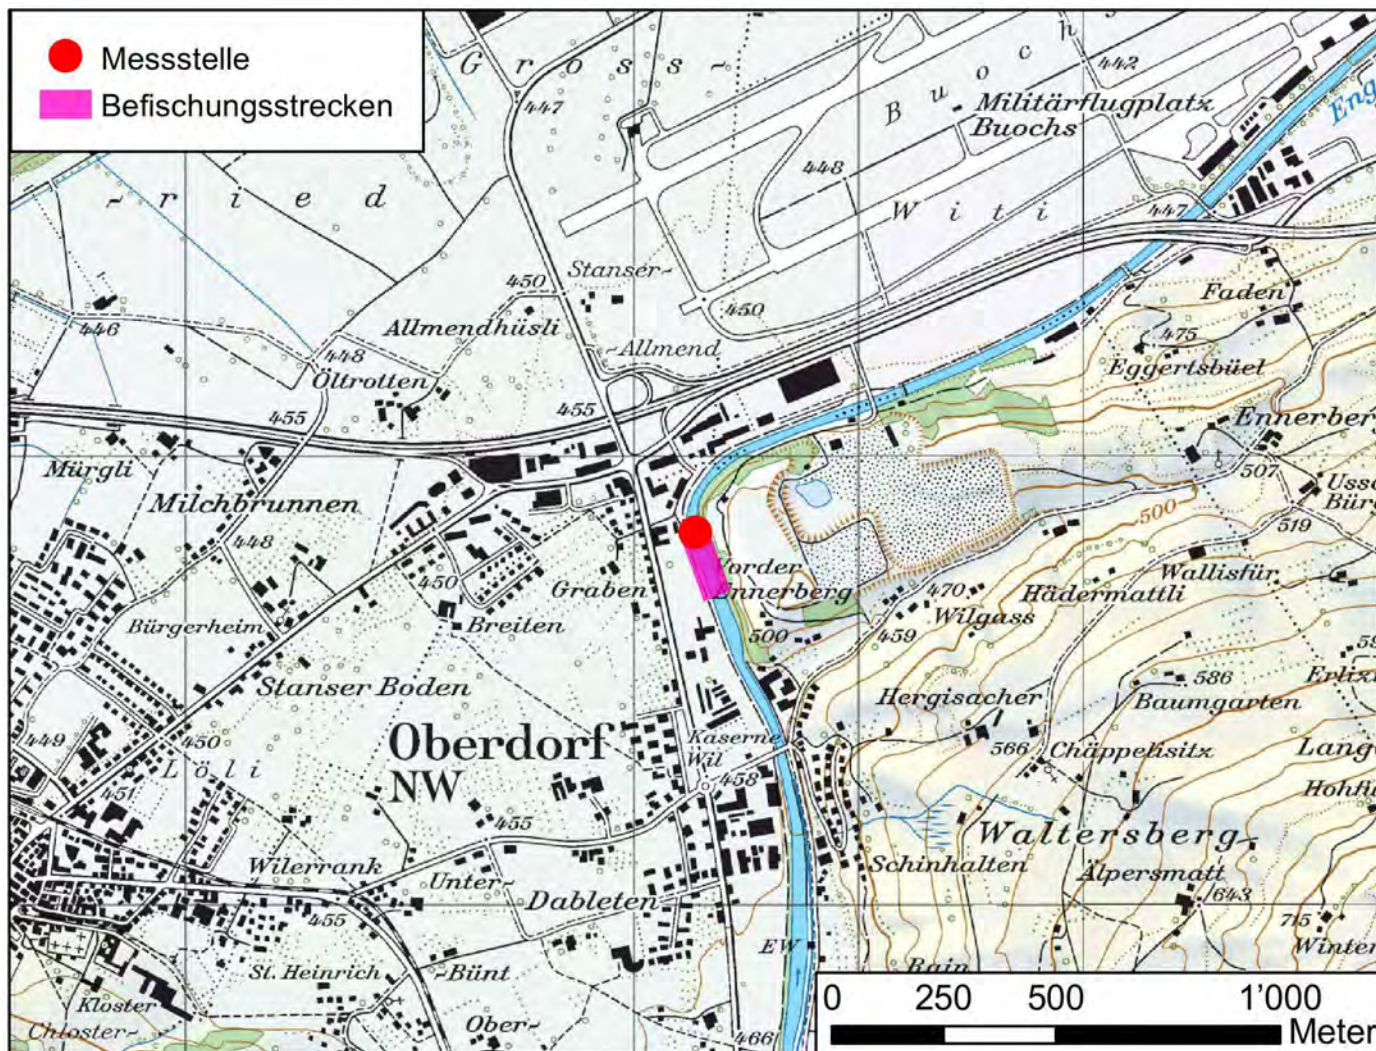 Messstelle
Befischungsstrecken
G r o s s -
442
447
B u o c h s
Militärflugplatz
Buochs
Eng
448
- r i e d
W i t i
447
Stanser-
450
Faden
446
Allmendhüsli
450
475
448
-Allmend
Öltrotten
Eggertsbüel
455
455
Ennerberg
Mürgli
507
Milchbrunnen
500
519
448
Vorder
Wallisfür
450
Graben
Ennerberg
470
Hädermattli
Bürgerheim
Breiten
500
459
Wilgass
Stanser Boden
586
Hergisacher
Baumgarten
Oberdorf
NW
449
450
Kaserne
Wil
566
Chäppelisitz
Lang
Löli
458
Hohfu
451
455
Waltersberg
Wilerrank
Schinhalten
Alpersmatt
Unter-
Dableten
643
455
715
EW
Winter
St. Heinrich
-Bünt
Rain
Kloster
Chloster-
Ober-
466
0 250 500 1'000
Meter